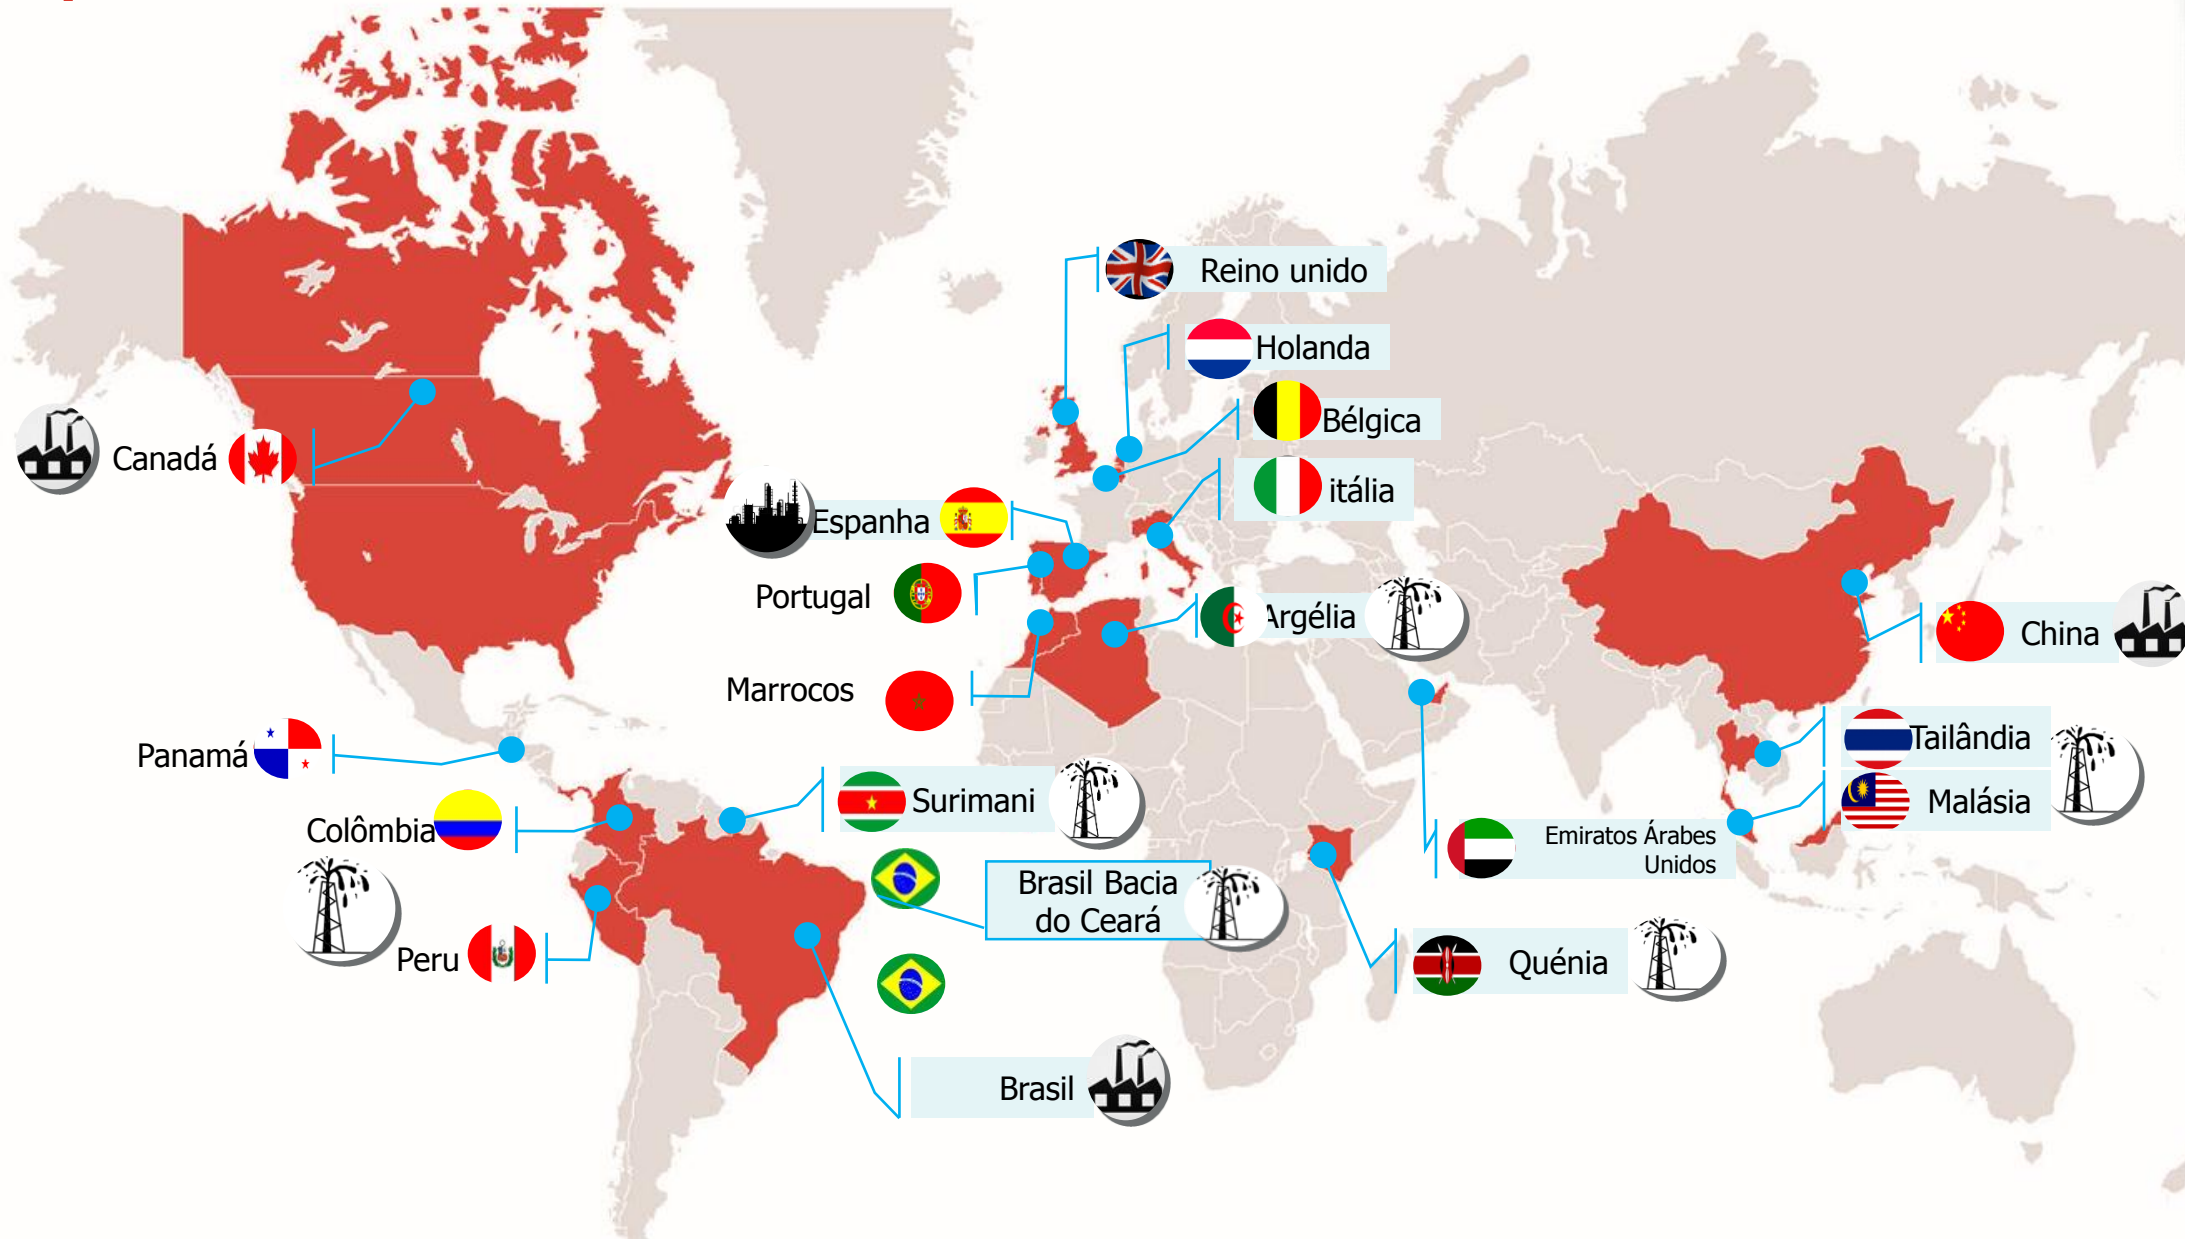 Reino unido
Holanda
Bélgica
Canadá
itália
Espanha
Portugal
Argélia
China
Marrocos
Panamá
Tailândia
Surimani
Malásia
Colômbia
Emiratos Árabes
Unidos
Brasil Bacia
do Ceará
Peru
Quénia
Brasil